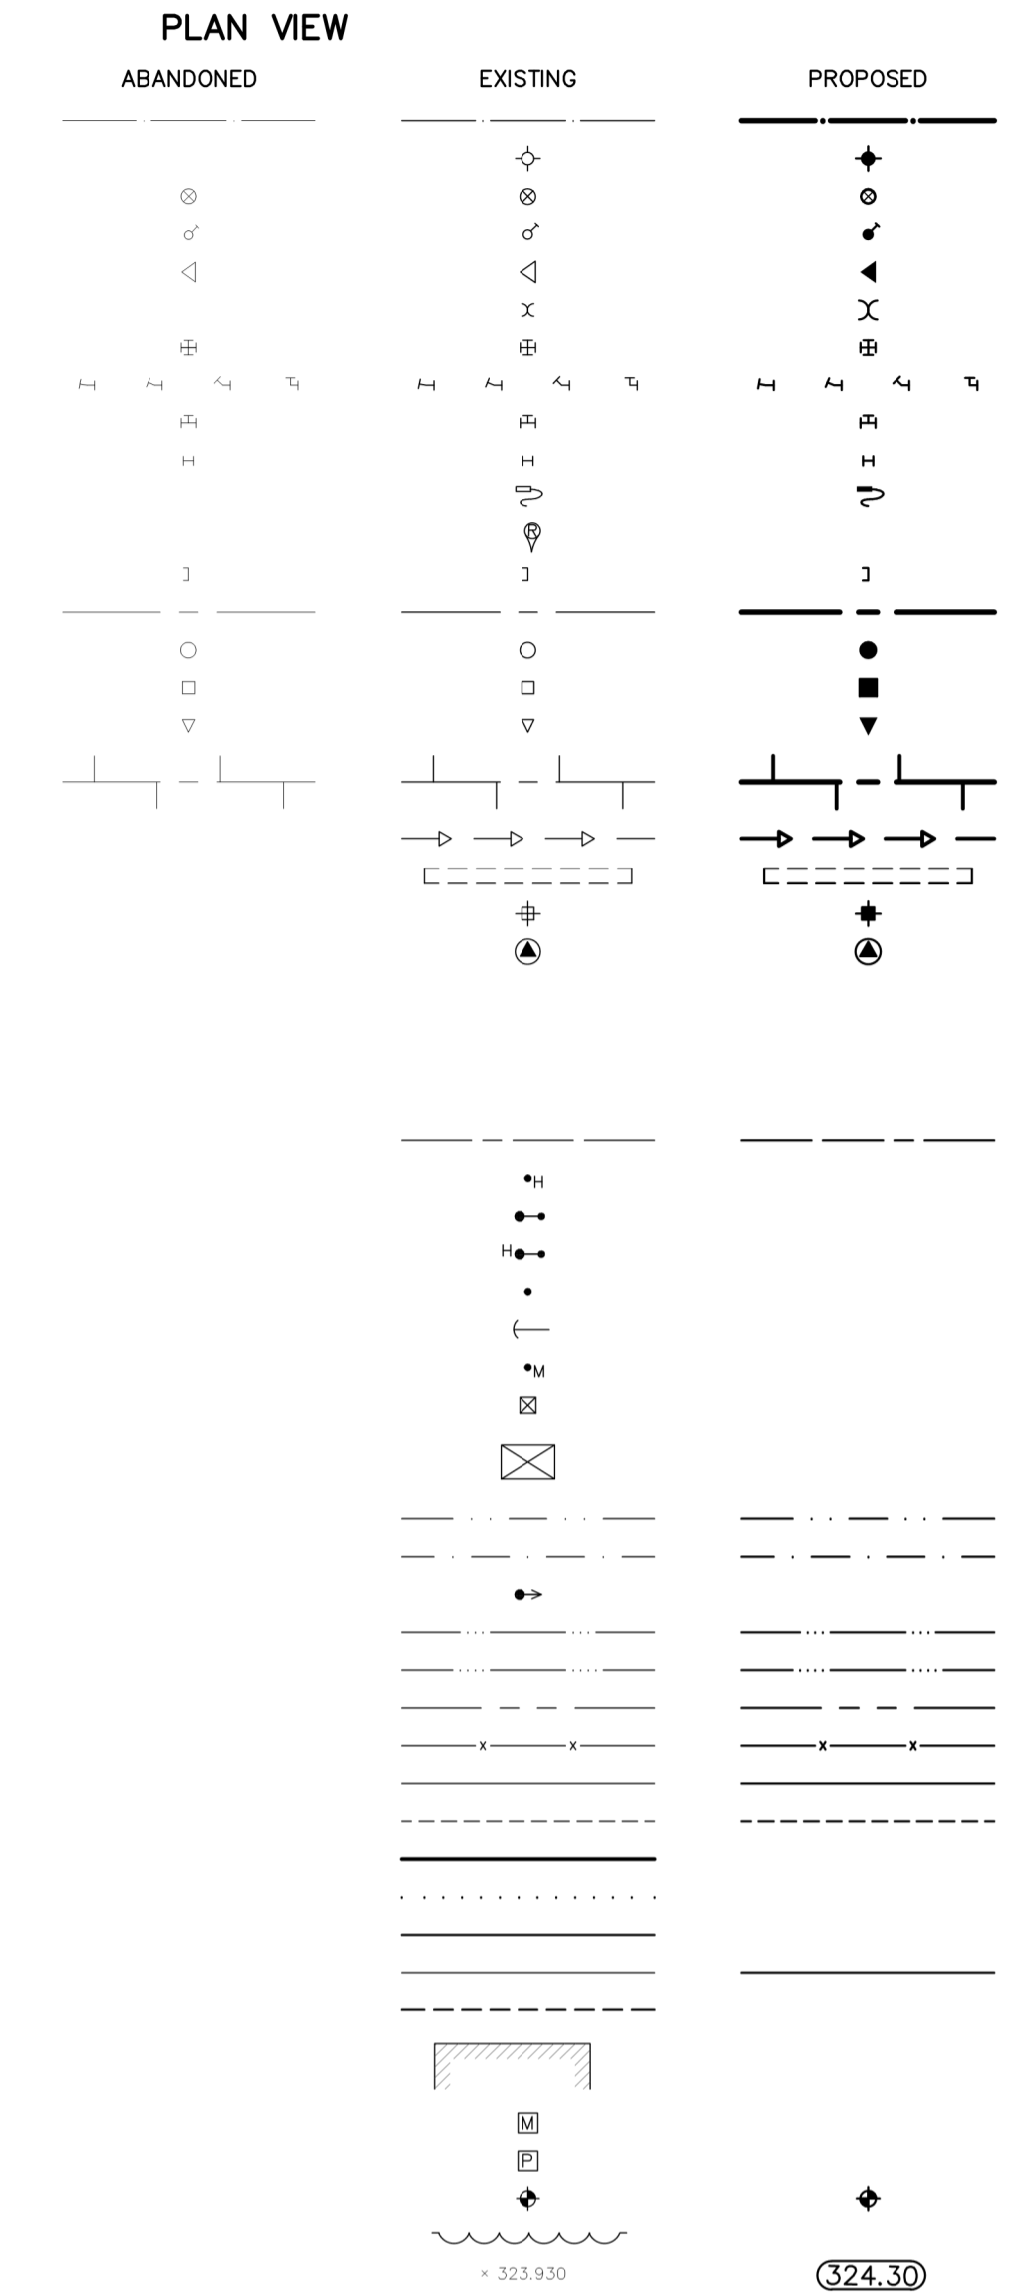 PLAN VIEW
ABANDONED EXISTING PROPOSED
R
H
H
M
x x x x
M
P
× 323.930 324.30